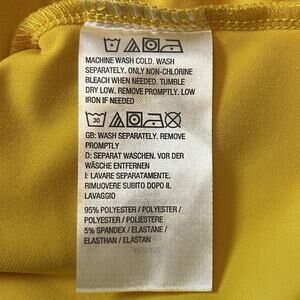 MACHINE WASH COLD. WASH
SEPARATELY. ONLY NON-CHLORINE
BLEACH WHEN NEEDED. TUMBLE
DRY LOW. REMOVE PROMPTLY. LOW
IRON IF NEEDED
30
GB: WASH SEPARATELY. REMOVE
PROMPTLY
D: SEPARAT WASCHEN. VOR DER
WÄSCHE ENTFERNEN
I: LAVARE SEPARATAMENTE.
RIMUOVERE SUBITO DOPO IL
LAVAGGIO
95% POLYESTER / POLYESTER /
POLYESTER / POLIESTERE
5% SPANDEX / ELASTANE /
ELASTHAN / ELASTAN